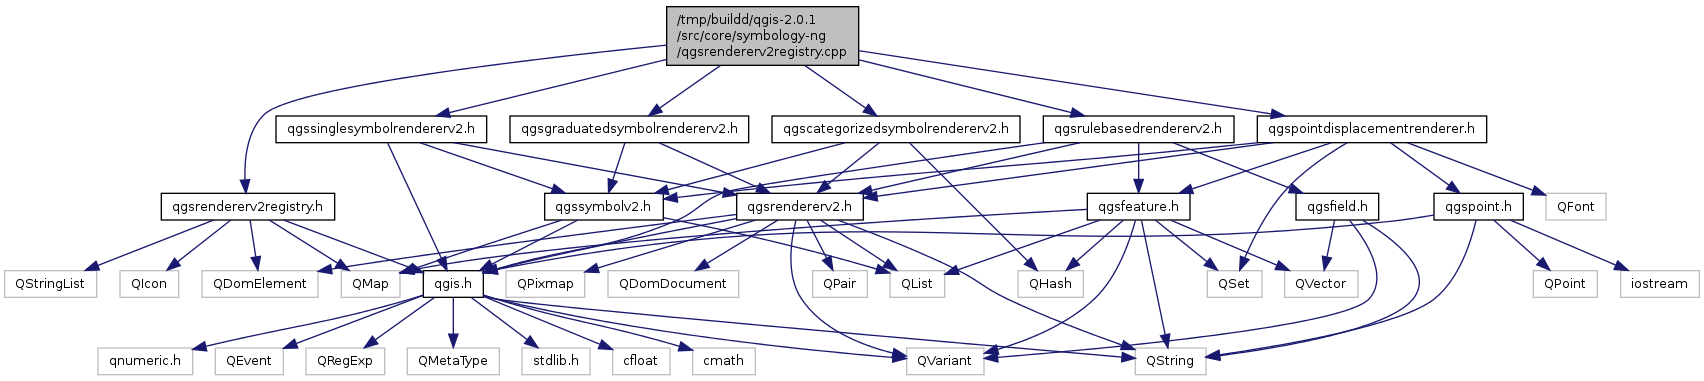 /tmp/buildd/qgis-2.0.1
/src/core/symbology-ng
/qgsrendererv2registry.cpp
qgssinglesymbolrendererv2.h
qgsgraduatedsymbolrendererv2.h
qgscategorizedsymbolrendererv2.h
qgsrulebasedrendererv2.h
qgspointdisplacementrenderer.h
qgsrendererv2registry.h
qgssymbolv2.h
qgsrendererv2.h
qgsfeature.h
qgsfield.h
qgspoint.h
QFont
QStringList
QIcon
QDomElement
QMap
qgis.h
QPixmap
QDomDocument
QPair
QList
QHash
QSet
QVector
QPoint
iostream
qnumeric.h
QEvent
QRegExp
QMetaType
stdlib.h
cfloat
cmath
QVariant
QString